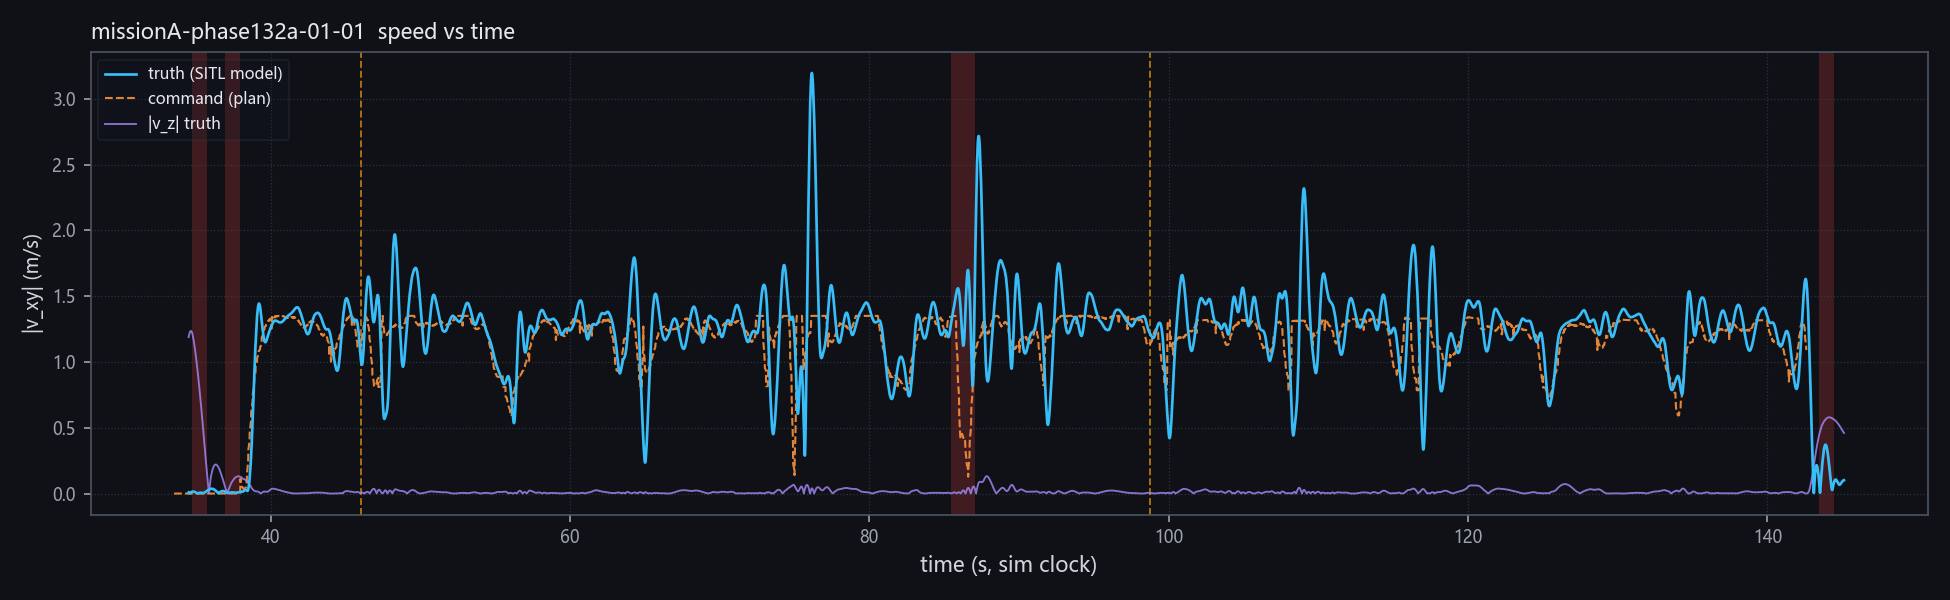 missionA-phase132a-01-01  speed vs time
truth (SITL model)
command (plan)
|v_z| truth
|v_xy| (m/s)
3.0
2.5
2.0
1.5
1.0
0.5
0.0
40
60
80
100
120
140
time (s, sim clock)